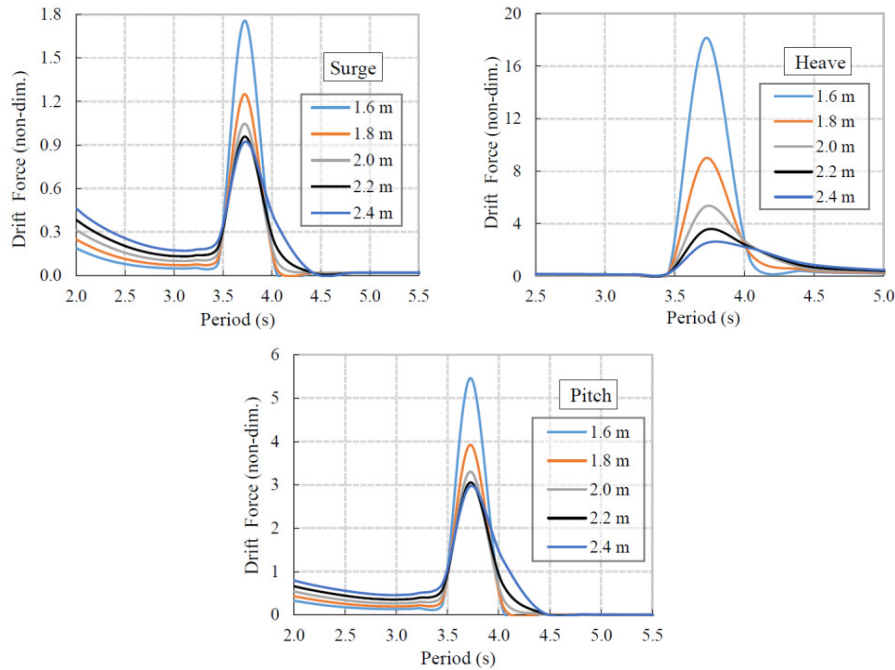 1.8
1.5
1.2
0.9
0.6
0.3
0.0
Drift Force (non-dim.)
Surge
1.6 m
1.8 m
2.0 m
2.2 m
2.4 m
2.0 2.5 3.0 3.5 4.0 4.5 5.0 5.5
Period (s)
20
16
12
8
4
0
Drift Force (non-dim.)
Heave
1.6 m
1.8 m
2.0 m
2.2 m
2.4 m
2.5 3.0 3.5 4.0 4.5 5.0
Period (s)
6
5
4
3
2
1
0
Drift Force (non-dim.)
Pitch
1.6 m
1.8 m
2.0 m
2.2 m
2.4 m
2.0 2.5 3.0 3.5 4.0 4.5 5.0 5.5
Period (s)